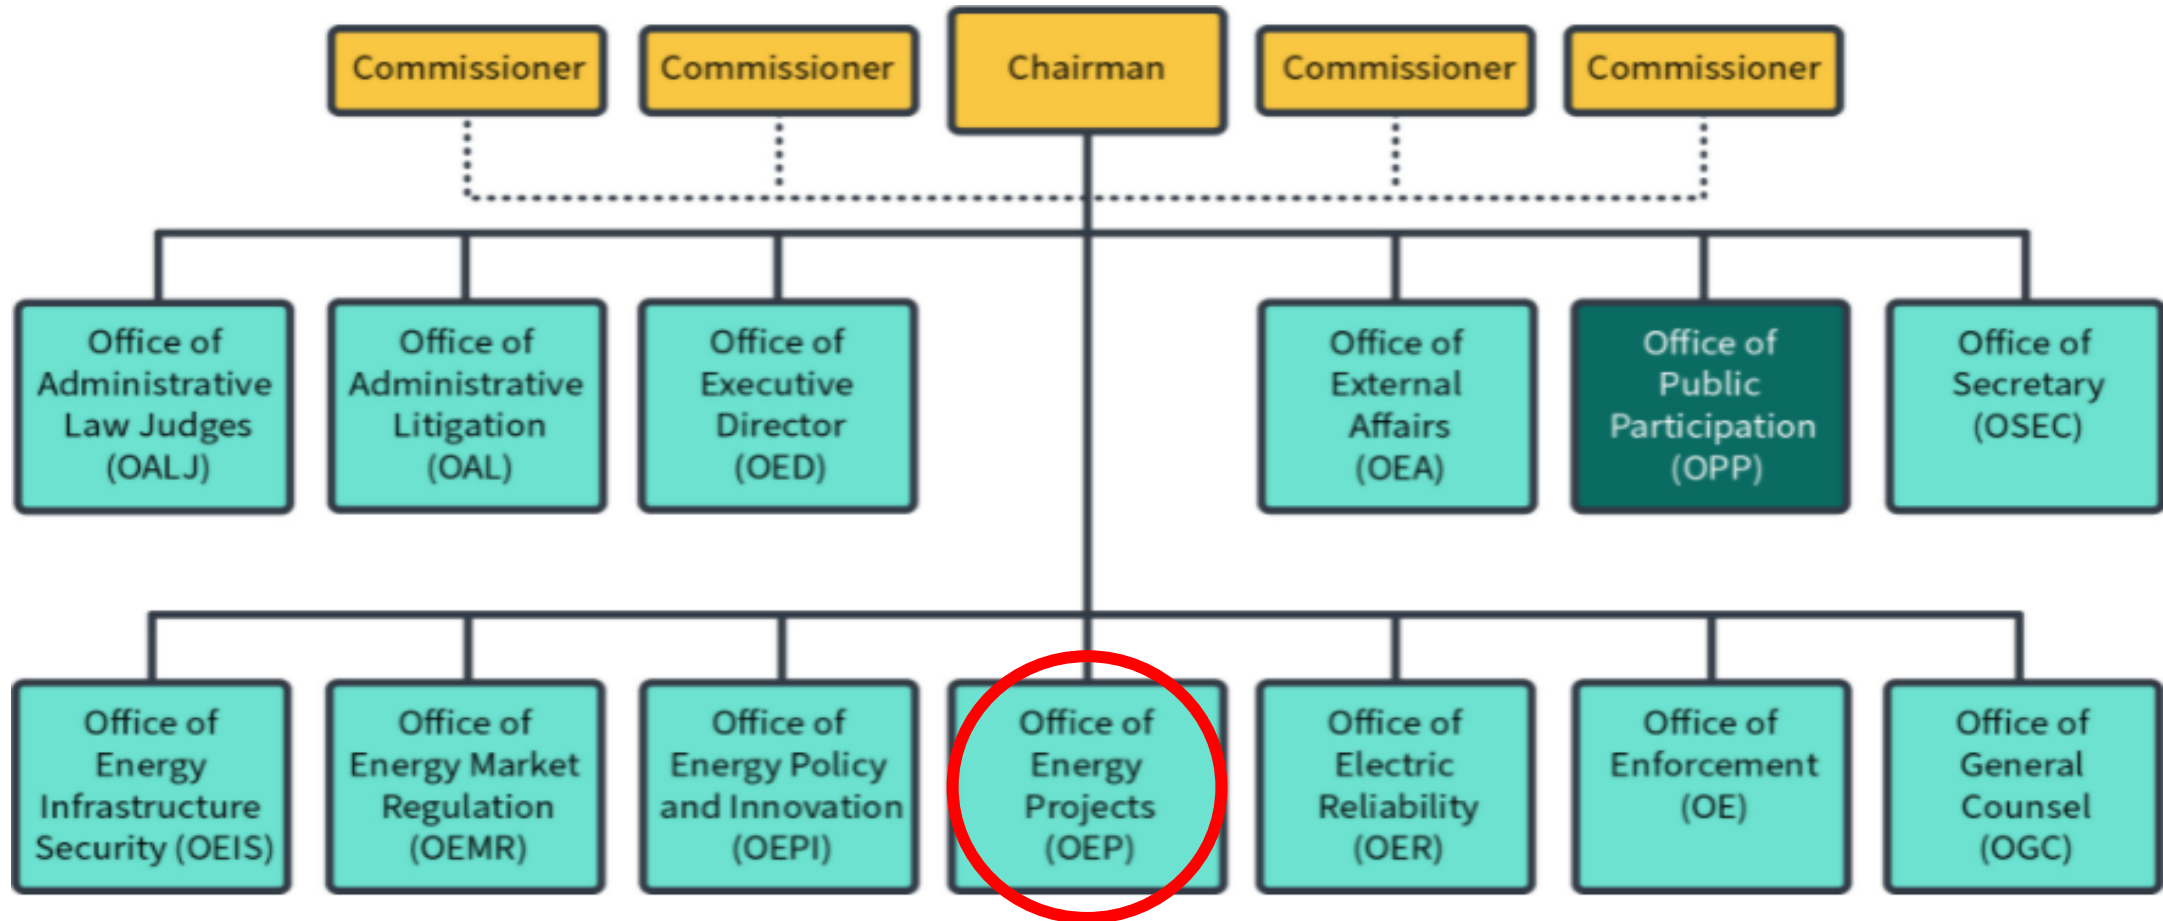 Commissioner
Commissioner
Chairman
Commissioner
Commissioner
Office of
Administrative
Law Judges
(OALJ)
Office of
Administrative
Litigation
(OAL)
Office of
Executive
Director
(OED)
Office of
External
Affairs
(OEA)
Office of
Public
Participation
(OPP)
Office of
Secretary
(OSEC)
Office of
Energy
Infrastructure
Security (OEIS)
Office of
Energy Market
Regulation
(OEMR)
Office of
Energy Policy
and Innovation
(OEPI)
Office of
Energy
Projects
(OEP)
Office of
Electric
Reliability
(OER)
Office of
Enforcement
(OE)
Office of
General
Counsel
(OGC)